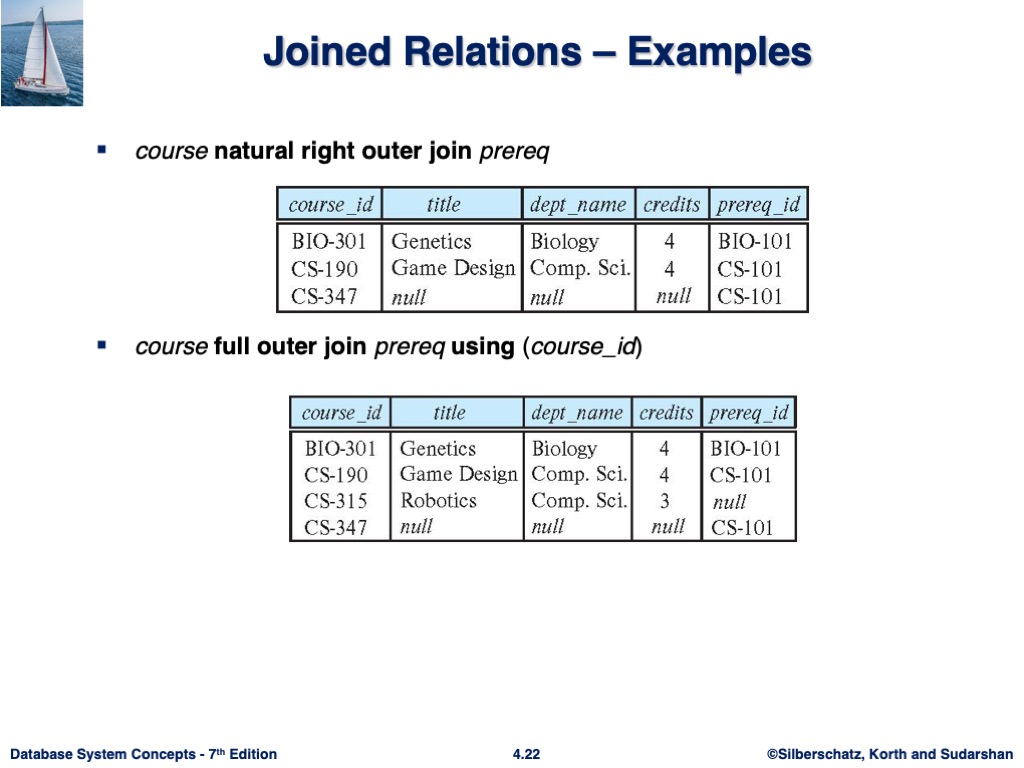 Joined Relations – Examples
▪ course natural right outer join prereq
course_id title dept_name credits prereq_id
BIO-301 Genetics Biology 4 BIO-101
CS-190 Game Design Comp. Sci. 4 CS-101
CS-347 null null null CS-101
▪ course full outer join prereq using (course_id)
course_id title dept_name credits prereq_id
BIO-301 Genetics Biology 4 BIO-101
CS-190 Game Design Comp. Sci. 4 CS-101
CS-315 Robotics Comp. Sci. 3 null
CS-347 null null null CS-101
Database System Concepts - 7th Edition 4.22 ©Silberschatz, Korth and Sudarshan